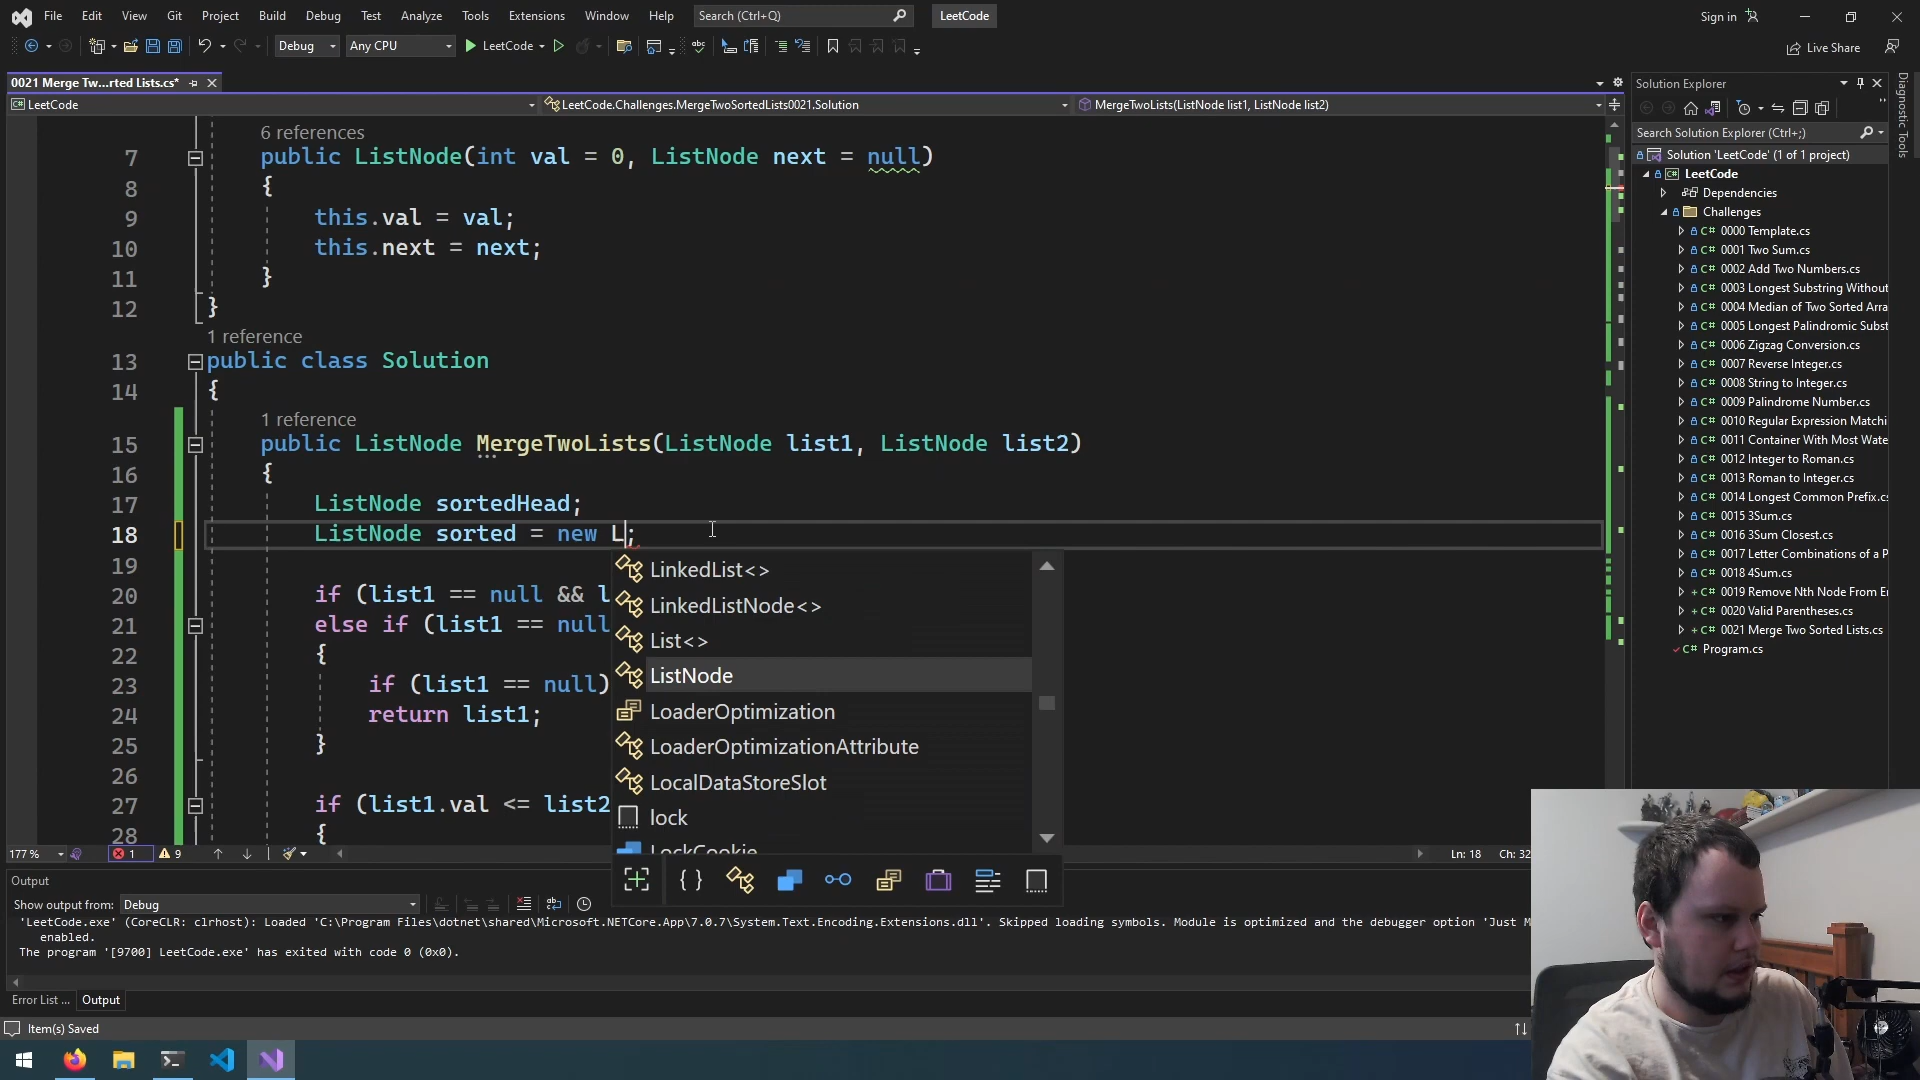 File Edit View Git Project Build Debug Test Analyze Tools Extensions Window Help Search (Ctrl+Q) LeetCode Sign in
Debug Any CPU LeetCode Live Share
0021 Merge Tw...rted Lists.cs*
LeetCode LeetCode.Challenges.MergeTwoSortedLists0021.Solution MergeTwoLists(ListNode list1, ListNode list2)
6 references
7 public ListNode(int val = 0, ListNode next = null)
8 {
9 this.val = val;
10 this.next = next;
11 }
12 }
1 reference
13 public class Solution
14 {
1 reference
15 public ListNode MergeTwoLists(ListNode list1, ListNode list2)
16 {
17 ListNode sortedHead;
18 ListNode sorted = new L;
19
20 if (list1 == null && l
21 else if (list1 == null
22 {
23 if (list1 == null)
24 return list1;
25 }
26
27 if (list1.val <= list2
28 {
LinkedList<>
LinkedListNode<>
List<>
ListNode
LoaderOptimization
LoaderOptimizationAttribute
LocalDataStoreSlot
lock
LockCookie
177 % 1 9 Ln: 18 Ch: 32
Output
Show output from: Debug
'LeetCode.exe' (CoreCLR: clrhost): Loaded 'C:\Program Files\dotnet\shared\Microsoft.NETCore.App\7.0.7\System.Text.Encoding.Extensions.dll'. Skipped loading symbols. Module is optimized and the debugger option 'Just M
enabled.
The program '[9700] LeetCode.exe' has exited with code 0 (0x0).
Error List ... Output
Item(s) Saved
Solution Explorer
Search Solution Explorer (Ctrl+;)
Solution 'LeetCode' (1 of 1 project)
LeetCode
Dependencies
Challenges
0000 Template.cs
0001 Two Sum.cs
0002 Add Two Numbers.cs
0003 Longest Substring Without
0004 Median of Two Sorted Arra
0005 Longest Palindromic Subst
0006 Zigzag Conversion.cs
0007 Reverse Integer.cs
0008 String to Integer.cs
0009 Palindrome Number.cs
0010 Regular Expression Matchi
0011 Container With Most Wate
0012 Integer to Roman.cs
0013 Roman to Integer.cs
0014 Longest Common Prefix.cs
0015 3Sum.cs
0016 3Sum Closest.cs
0017 Letter Combinations of a P
0018 4Sum.cs
0019 Remove Nth Node From En
0020 Valid Parentheses.cs
0021 Merge Two Sorted Lists.cs
Program.cs
Diagnostic Tools